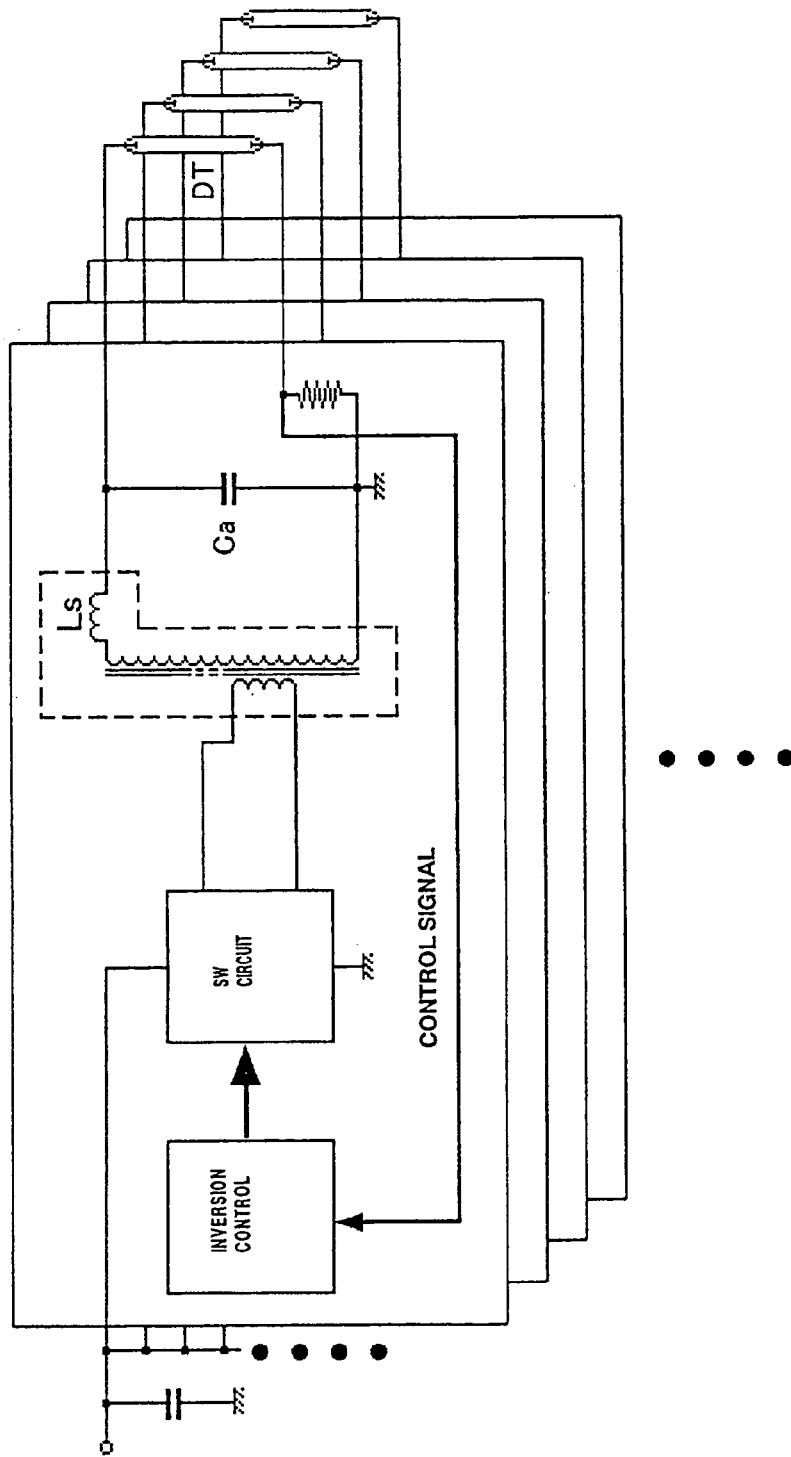 INVERSION
CONTROL
SW
CIRCUIT
Ls
Ca
DT
CONTROL SIGNAL